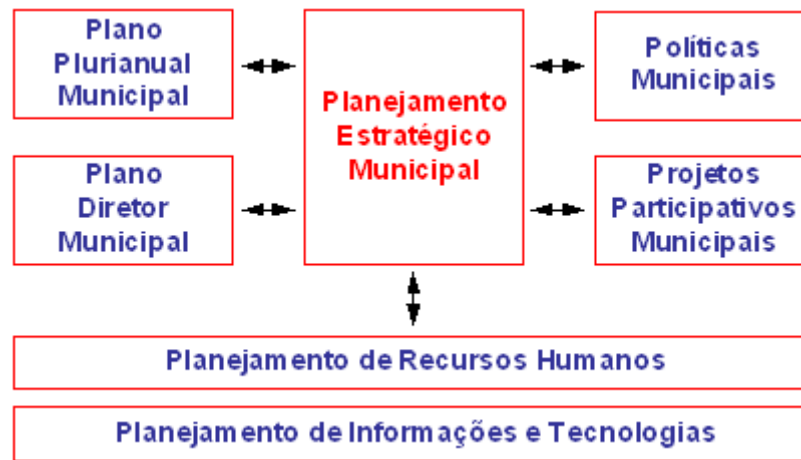 Plano
Plurianual
Municipal
Planejamento
Estratégico
Municipal
Políticas
Municipais
Plano
Diretor
Municipal
Projetos
Participativos
Municipais
Planejamento de Recursos Humanos
Planejamento de Informações e Tecnologias